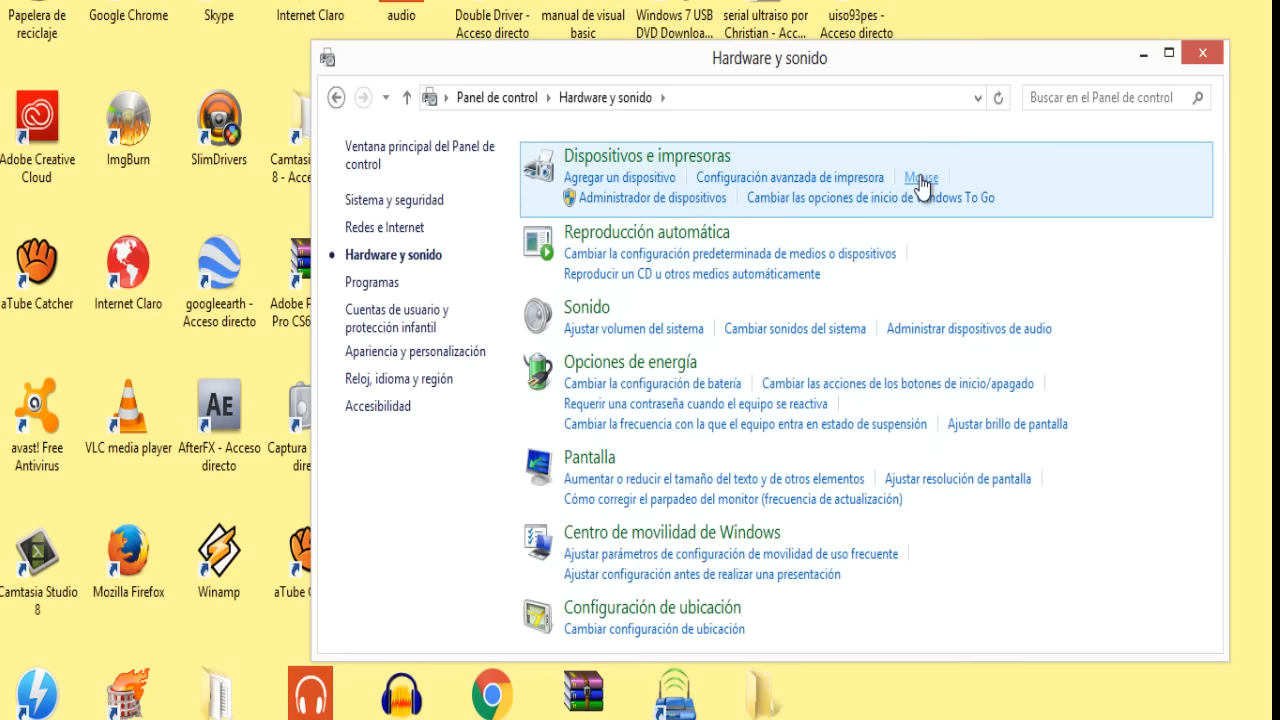 Papelera de reciclaje
Google Chrome
Skype
Internet Claro
audio
Double Driver - Acceso directo
manual de visual basic
Windows 7 USB DVD Downloa...
serial ultraiso por Christian - Acc...
uiso93pes - Acceso directo
Hardware y sonido
Panel de control
Hardware y sonido
Buscar en el Panel de control
Ventana principal del Panel de
control
Sistema y seguridad
Redes e Internet
Hardware y sonido
Programas
Cuentas de usuario y
protección infantil
Apariencia y personalización
Reloj, idioma y región
Accesibilidad
Dispositivos e impresoras
Agregar un dispositivo Configuración avanzada de impresora Mouse
Administrador de dispositivos Cambiar las opciones de inicio de Windows To Go
Reproducción automática
Cambiar la configuración predeterminada de medios o dispositivos
Reproducir un CD u otros medios automáticamente
Sonido
Ajustar volumen del sistema Cambiar sonidos del sistema Administrar dispositivos de audio
Opciones de energía
Cambiar la configuración de batería Cambiar las acciones de los botones de inicio/apagado
Requerir una contraseña cuando el equipo se reactiva
Cambiar la frecuencia con la que el equipo entra en estado de suspensión Ajustar brillo de pantalla
Pantalla
Aumentar o reducir el tamaño del texto y de otros elementos Ajustar resolución de pantalla
Cómo corregir el parpadeo del monitor (frecuencia de actualización)
Centro de movilidad de Windows
Ajustar parámetros de configuración de movilidad de uso frecuente
Ajustar configuración antes de realizar una presentación
Configuración de ubicación
Cambiar configuración de ubicación
Adobe Creative
Cloud
ImgBurn
SlimDrivers
Camtasi
8 - Acce
aTube Catcher
Internet Claro
googleearth -
Acceso directo
Adobe P
Pro CS6
avast! Free
Antivirus
VLC media player
AE
AfterFX - Acceso
directo
Captura
dire
Camtasia Studio
8
Mozilla Firefox
Winamp
aTube C